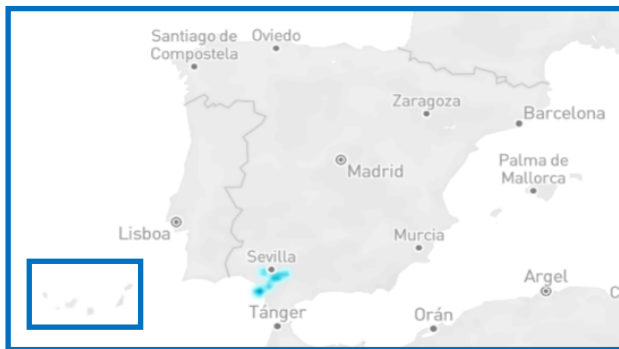 Santiago de
Compostela
Oviedo
Zaragoza
Barcelona
Madrid
Palma de
Mallorca
Lisboa
Sevilla
Murcia
Argel
C
Tánger
Orán